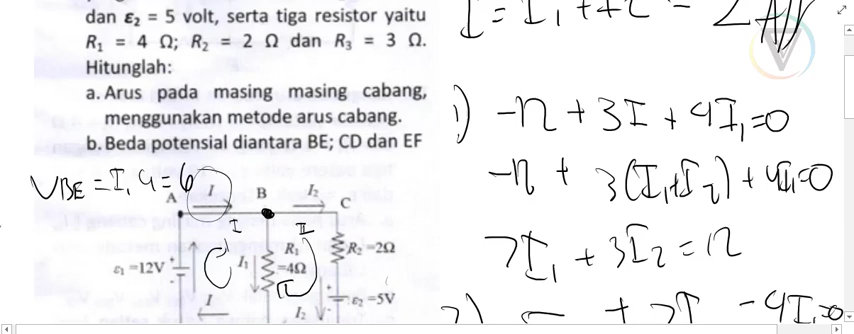 dan ε₂ = 5 volt, serta tiga resistor yaitu
R₁ = 4 Ω; R₂ = 2 Ω dan R₃ = 3 Ω.
Hitunglah:
a. Arus pada masing masing cabang,
menggunakan metode arus cabang.
b. Beda potensial diantara BE; CD dan EF
VBE = I, 4 = 6
A
I
B
I₂
C
I
II
ε₁ =12V
I₁
R₁
=4Ω
R₂ =2Ω
ε₂ =5V
I
I₂
I = I₁ + I2 =
1) -12 + 3I + 4I₁ = 0
-12 + 3(I₁+I₂) + 4I₁ = 0
7I₁ + 3I₂ = 12
- 4I₁ = 0